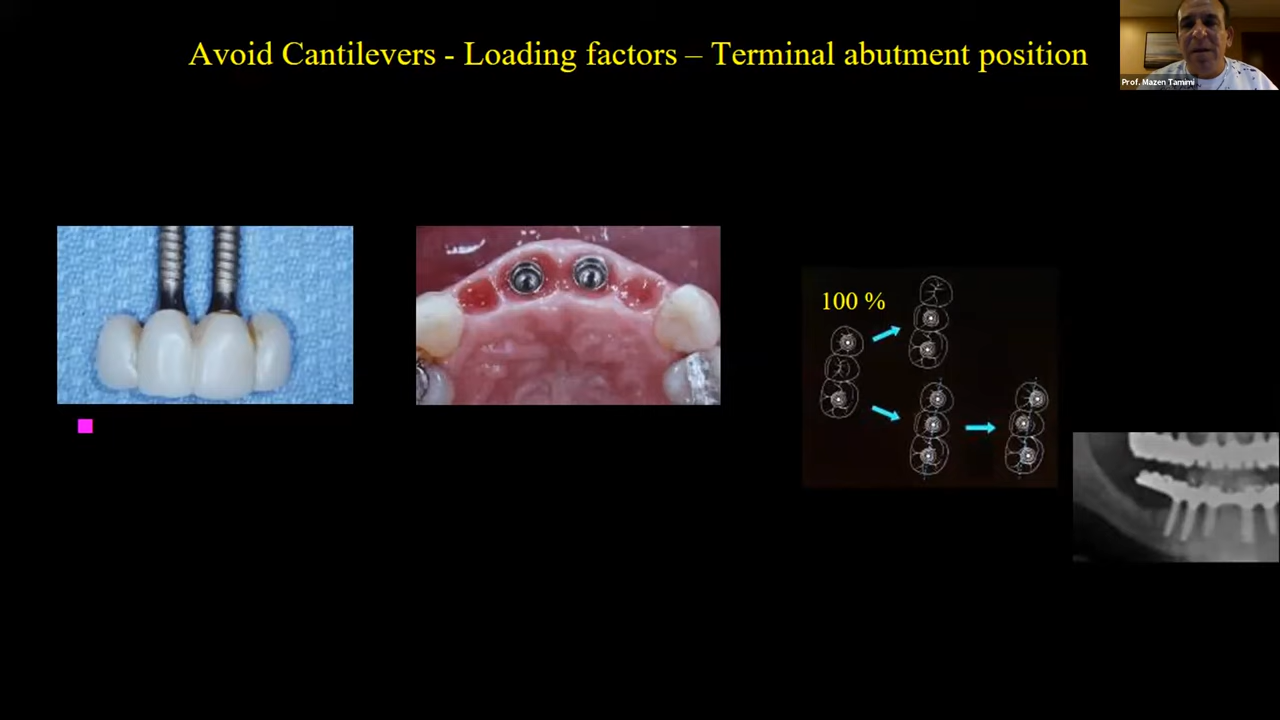 Avoid Cantilevers - Loading factors – Terminal abutment position
Prof. Mazen Tamimi
100 %